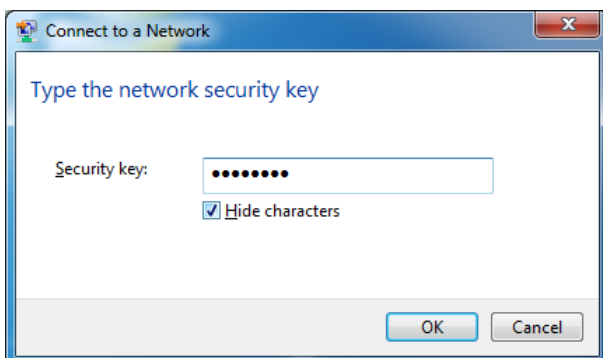 Connect to a Network
Type the network security key
Security key: ••••••••
Hide characters
OK Cancel